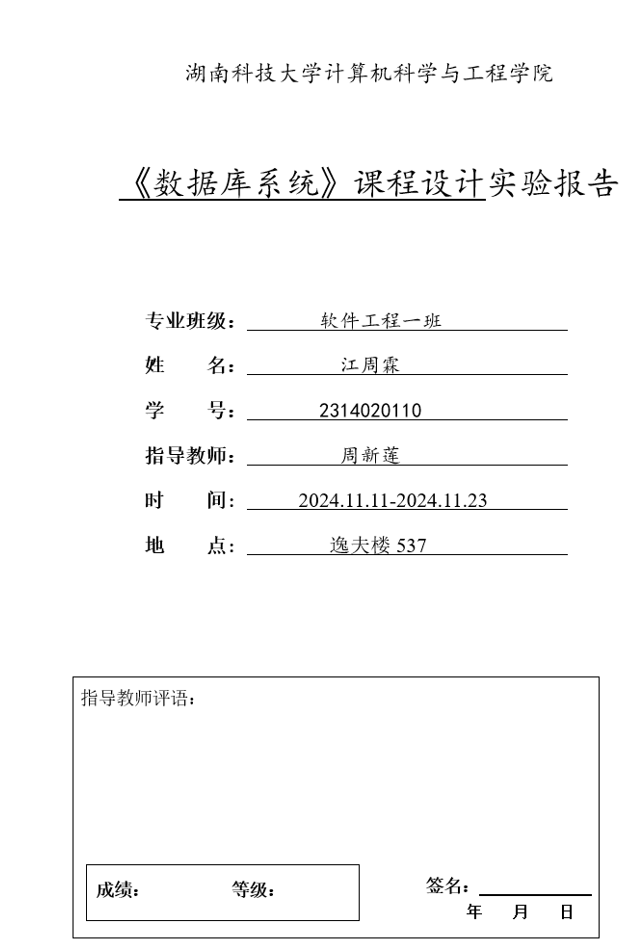 湖南科技大学计算机科学与工程学院
《数据库系统》课程设计实验报告
专业班级： 软件工程一班
姓 名： 江周霖
学 号： 2314020110
指导教师： 周新莲
时 间： 2024.11.11-2024.11.23
地 点： 逸夫楼 537
指导教师评语：
成绩： 等级： 签名：
年 月 日